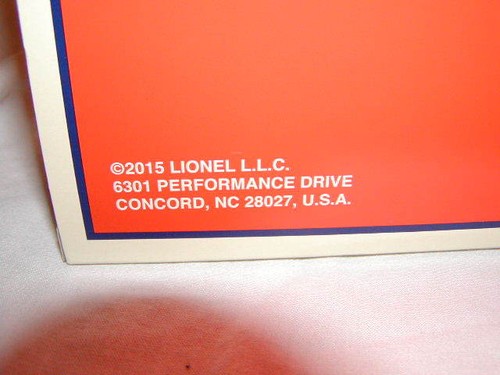 ©2015 LIONEL L.L.C.
6301 PERFORMANCE DRIVE
CONCORD, NC 28027, U.S.A.